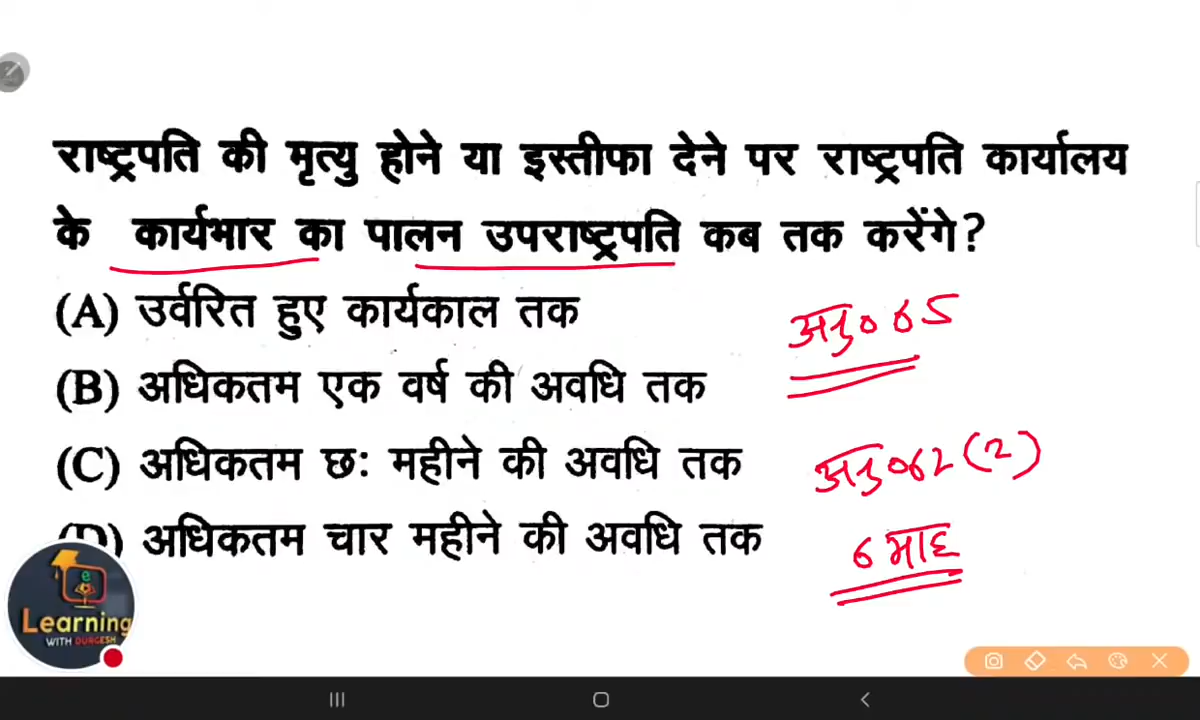 राष्ट्रपति की मृत्यु होने या इस्तीफा देने पर राष्ट्रपति कार्यालय
के कार्यभार का पालन उपराष्ट्रपति कब तक करेंगे?
(A) उर्वरित हुए कार्यकाल तक
अनु० 65
(B) अधिकतम एक वर्ष की अवधि तक
(C) अधिकतम छः महीने की अवधि तक
अनु० 62 (2)
(D) अधिकतम चार महीने की अवधि तक
6 माह
e
Learning
WITH DURGESH